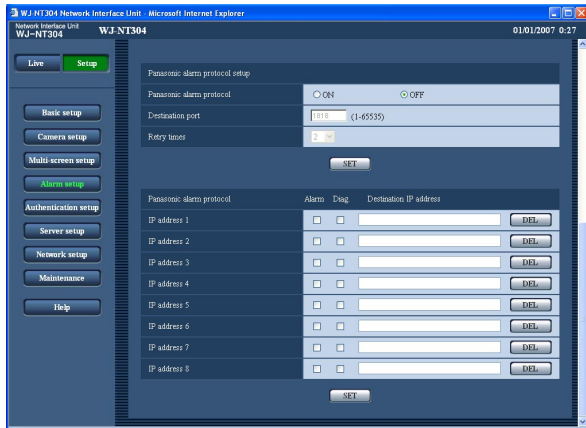 WJ-NT304 Network Interface Unit - Microsoft Internet Explorer
Network Interface Unit
WJ-NT304
WJ-NT304
01/01/2007 0:27
Live
Setup
Basic setup
Camera setup
Multi-screen setup
Alarm setup
Authentication setup
Server setup
Network setup
Maintenance
Help
Panasonic alarm protocol setup
Panasonic alarm protocol ON OFF
Destination port 1818 (1-65535)
Retry times 2
SET
Panasonic alarm protocol Alarm Diag. Destination IP address
IP address 1 DEL
IP address 2 DEL
IP address 3 DEL
IP address 4 DEL
IP address 5 DEL
IP address 6 DEL
IP address 7 DEL
IP address 8 DEL
SET